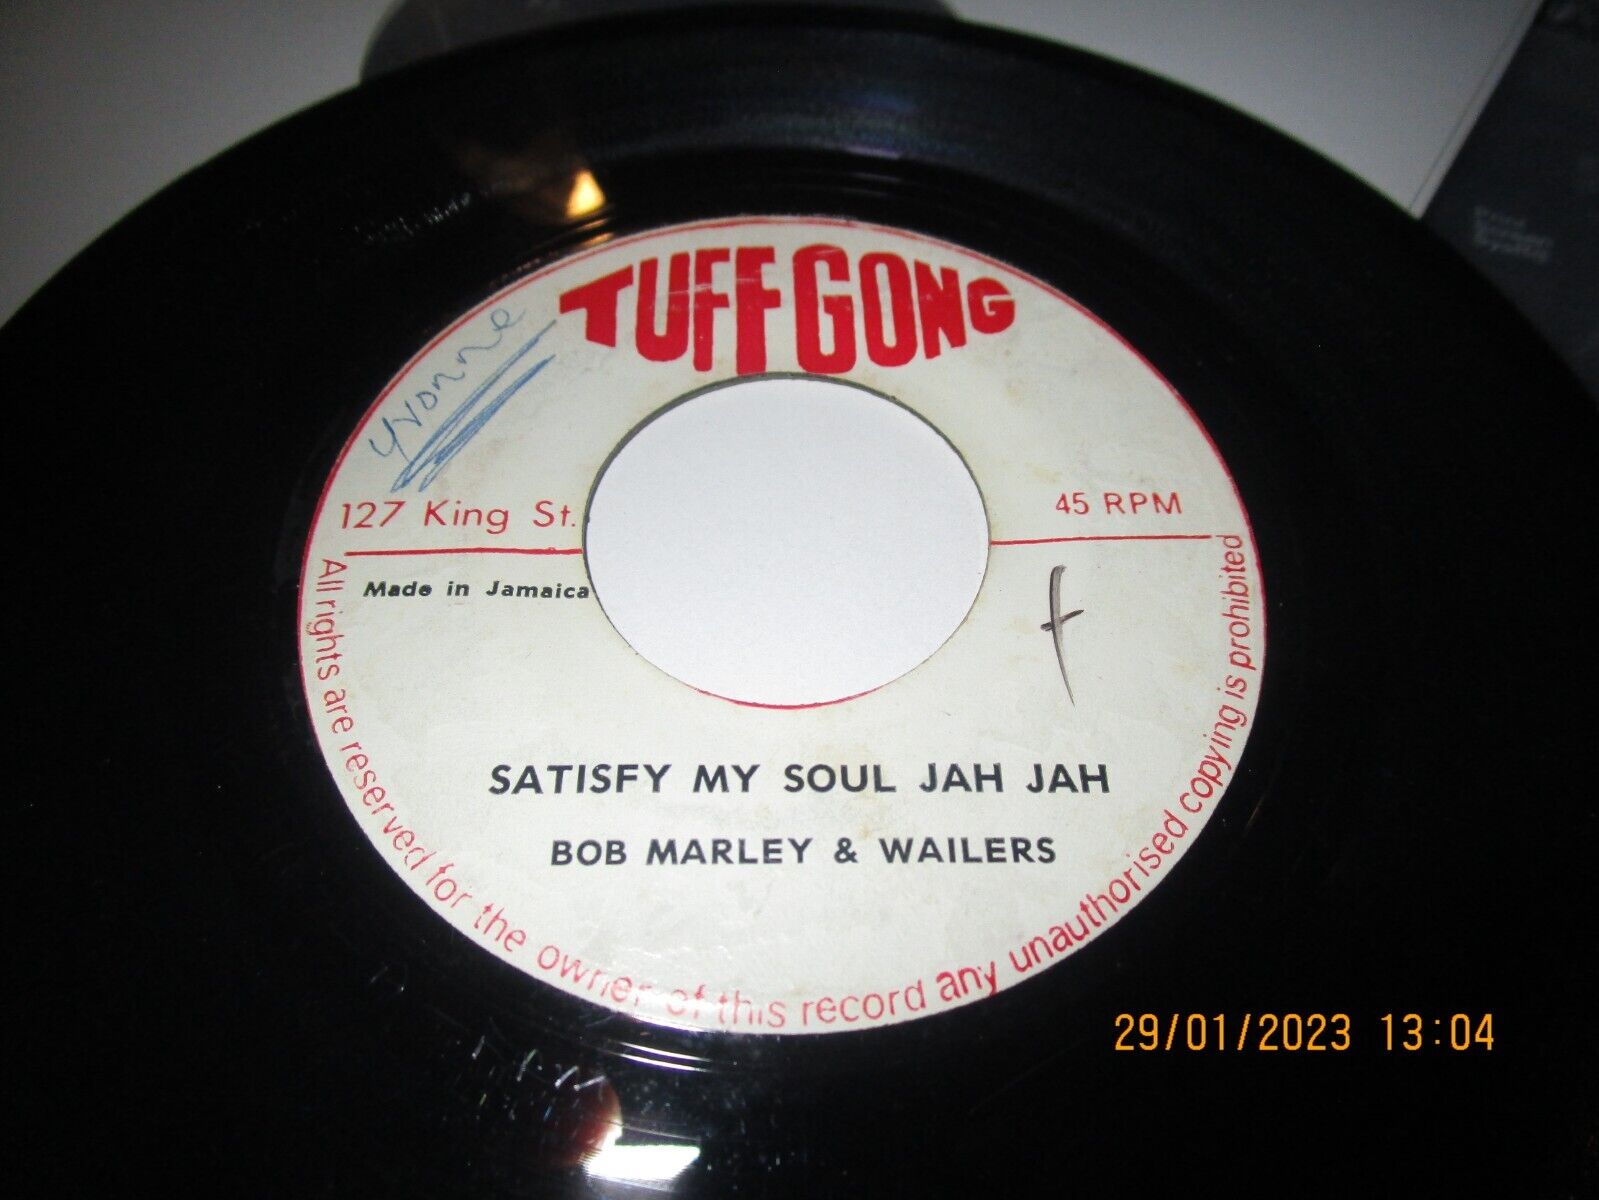 TUFF GONG
Yvonne
127 King St.
45 RPM
Made in Jamaica
f
SATISFY MY SOUL JAH JAH
BOB MARLEY & WAILERS
All rights are reserved for the owner of this record any unauthorised copying is prohibited
29/01/2023 13:04